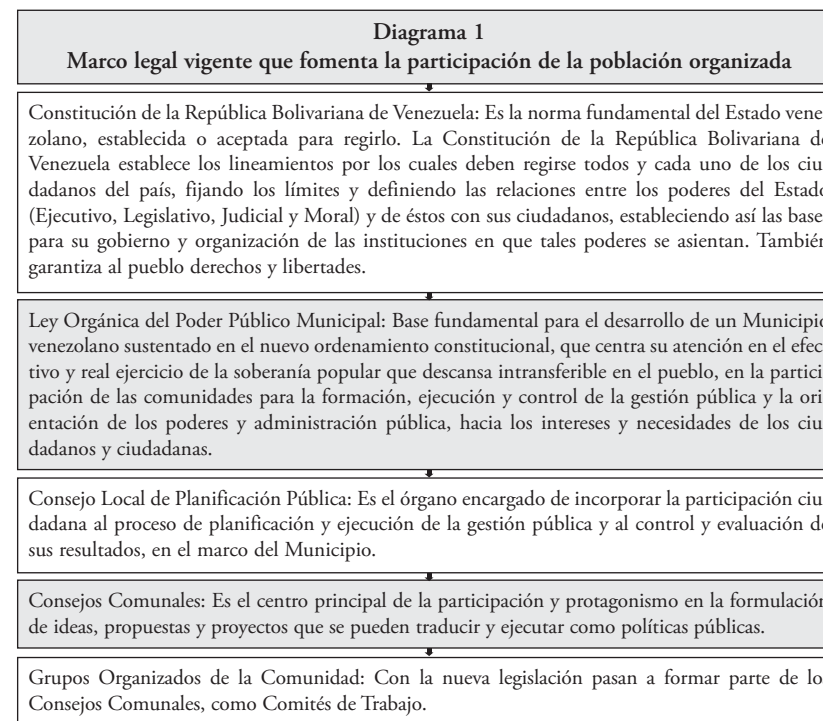 Diagrama 1
Marco legal vigente que fomenta la participación de la población organizada
Constitución de la República Bolivariana de Venezuela: Es la norma fundamental del Estado vene
zolano, establecida o aceptada para regirlo. La Constitución de la República Bolivariana de
Venezuela establece los lineamientos por los cuales deben regirse todos y cada uno de los ciu
dadanos del país, fijando los límites y definiendo las relaciones entre los poderes del Estado
(Ejecutivo, Legislativo, Judicial y Moral) y de éstos con sus ciudadanos, estableciendo así las base
para su gobierno y organización de las instituciones en que tales poderes se asientan. También
garantiza al pueblo derechos y libertades.
Ley Orgánica del Poder Público Municipal: Base fundamental para el desarrollo de un Municipio
venezolano sustentado en el nuevo ordenamiento constitucional, que centra su atención en el efec
tivo y real ejercicio de la soberanía popular que descansa intransferible en el pueblo, en la partici
pación de las comunidades para la formación, ejecución y control de la gestión pública y la ori
entación de los poderes y administración pública, hacia los intereses y necesidades de los ciu
dadanos y ciudadanas.
Consejo Local de Planificación Pública: Es el órgano encargado de incorporar la participación ciu
dadana al proceso de planificación y ejecución de la gestión pública y al control y evaluación de
sus resultados, en el marco del Municipio.
Consejos Comunales: Es el centro principal de la participación y protagonismo en la formulación
de ideas, propuestas y proyectos que se pueden traducir y ejecutar como políticas públicas.
Grupos Organizados de la Comunidad: Con la nueva legislación pasan a formar parte de lo
Consejos Comunales, como Comités de Trabajo.